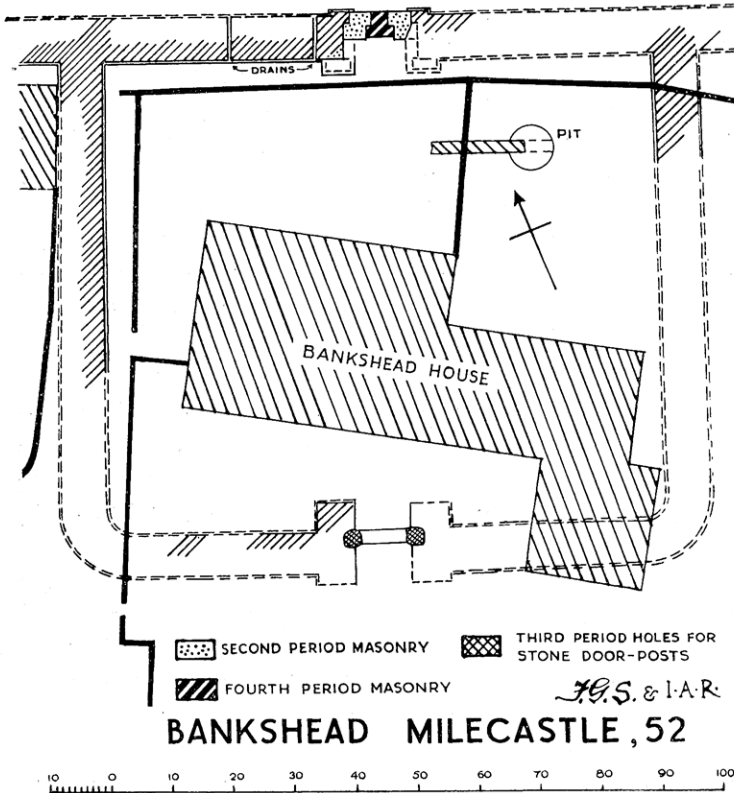 DRAINS
PIT
BANKSHEAD HOUSE
SECOND PERIOD MASONRY
THIRD PERIOD HOLES FOR
STONE DOOR-POSTS
FOURTH PERIOD MASONRY
F.G.S. & I.A.R.
BANKSHEAD MILECASTLE, 52
10 0 10 20 30 40 50 60 70 80 90 100